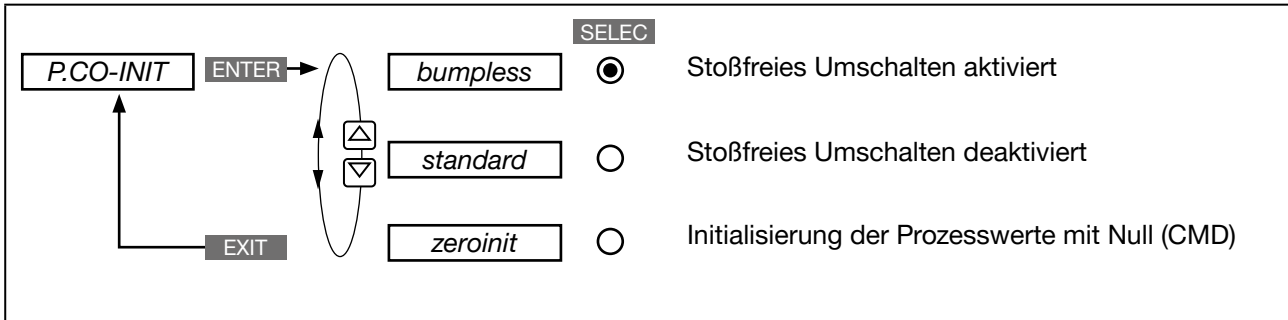 SELEC
P.CO-INIT ENTER bumpless Stoßfreies Umschalten aktiviert
standard Stoßfreies Umschalten deaktiviert
EXIT zeroinit Initialisierung der Prozesswerte mit Null (CMD)